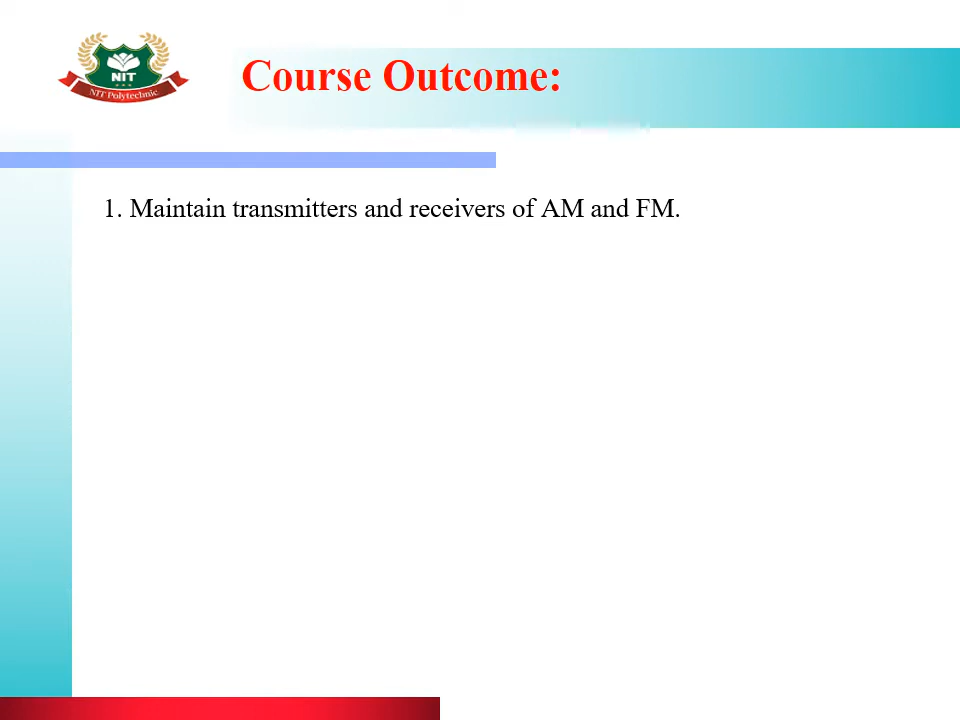 NIT
NIT Polytechnic
Course Outcome:
1. Maintain transmitters and receivers of AM and FM.